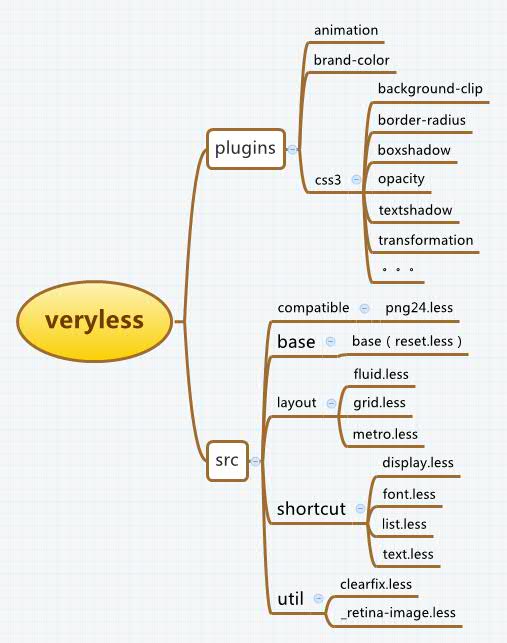 animation
brand-color
background-clip
border-radius
plugins
boxshadow
css3
opacity
textshadow
transformation
。。。
veryless
compatible
png24.less
base
base ( reset.less )
layout
fluid.less
grid.less
metro.less
src
display.less
shortcut
font.less
list.less
text.less
util
clearfix.less
_retina-image.less